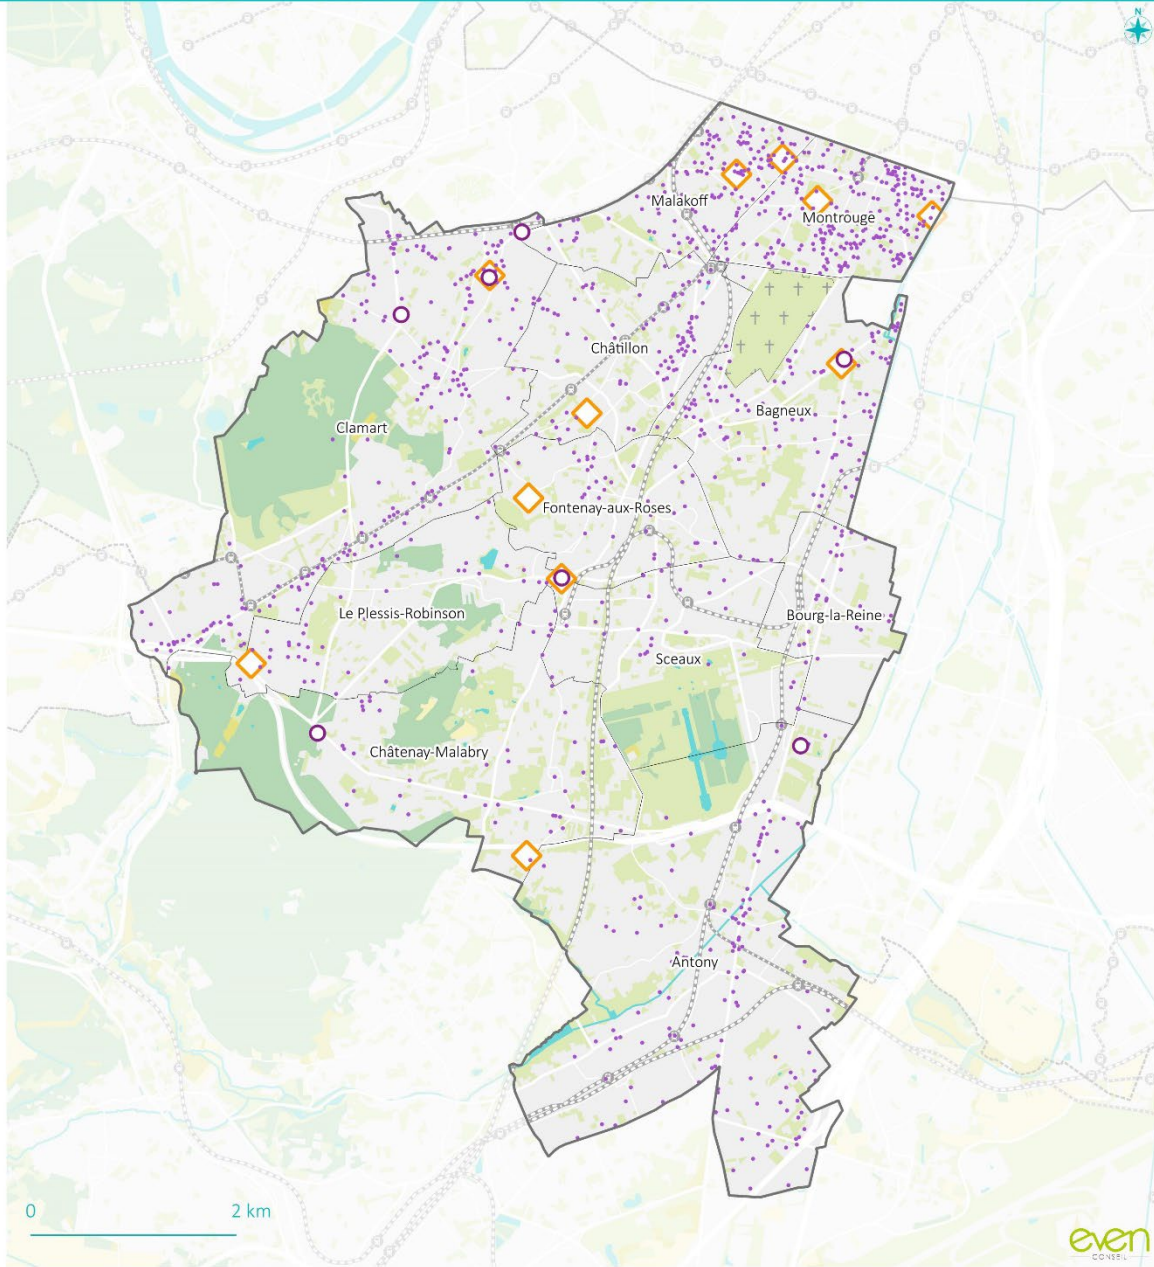 N
Malakoff
Montrouge
Châtillon
Bagneux
Clamart
Fontenay-aux-Roses
Le Plessis-Robinson
Bourg-la-Reine
Sceaux
Châtenay-Malabry
Antony
0 2 km
even
CONSEIL